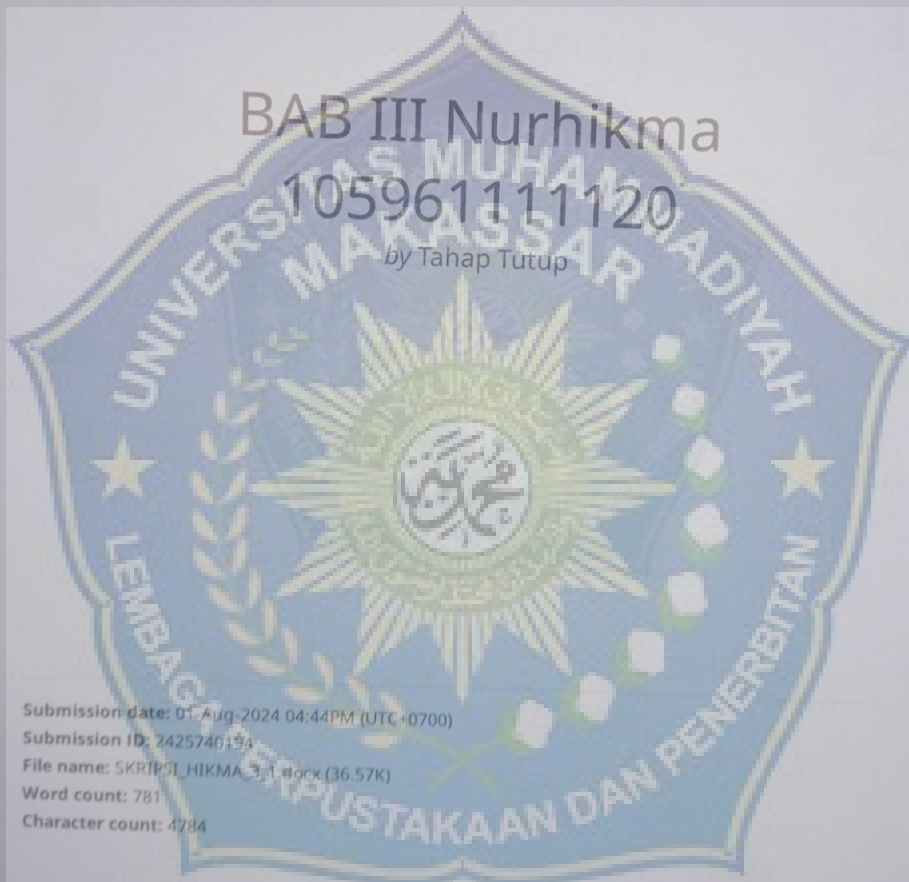 BAB III Nurhikma
105961111120
by Tahap Tutup
UNIVERSITAS MUHAMMADIYAH
MAKASSAR
محمد
LEMBAGA PERPUSTAKAAN DAN PENERBITAN
Submission date: 01-Aug-2024 04:44PM (UTC+0700)
Submission ID: 2425740194
File name: SKRIPSI_HIKMA_3_1.docx (36.57K)
Word count: 781
Character count: 4784